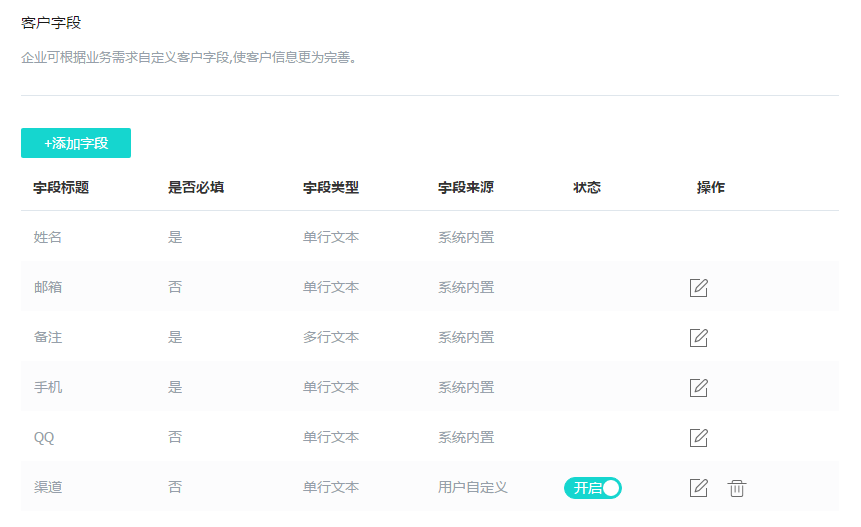 客户字段
企业可根据业务需求自定义客户字段,使客户信息更为完善。
+添加字段
字段标题 是否必填 字段类型 字段来源 状态 操作
姓名 是 单行文本 系统内置
邮箱 否 单行文本 系统内置
备注 是 多行文本 系统内置
手机 是 单行文本 系统内置
QQ 否 单行文本 系统内置
渠道 否 单行文本 用户自定义 开启